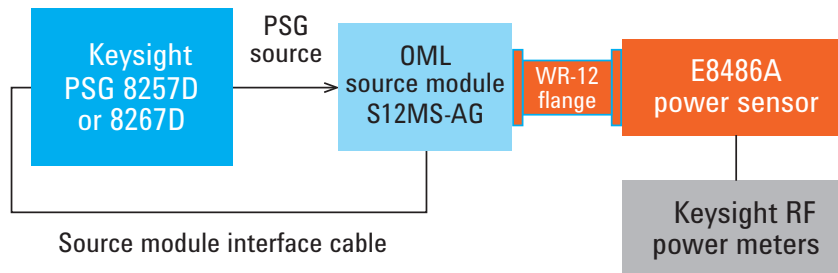 Keysight
PSG 8257D
or 8267D
PSG
source
OML
source module
S12MS-AG
WR-12
flange
E8486A
power sensor
Keysight RF
power meters
Source module interface cable